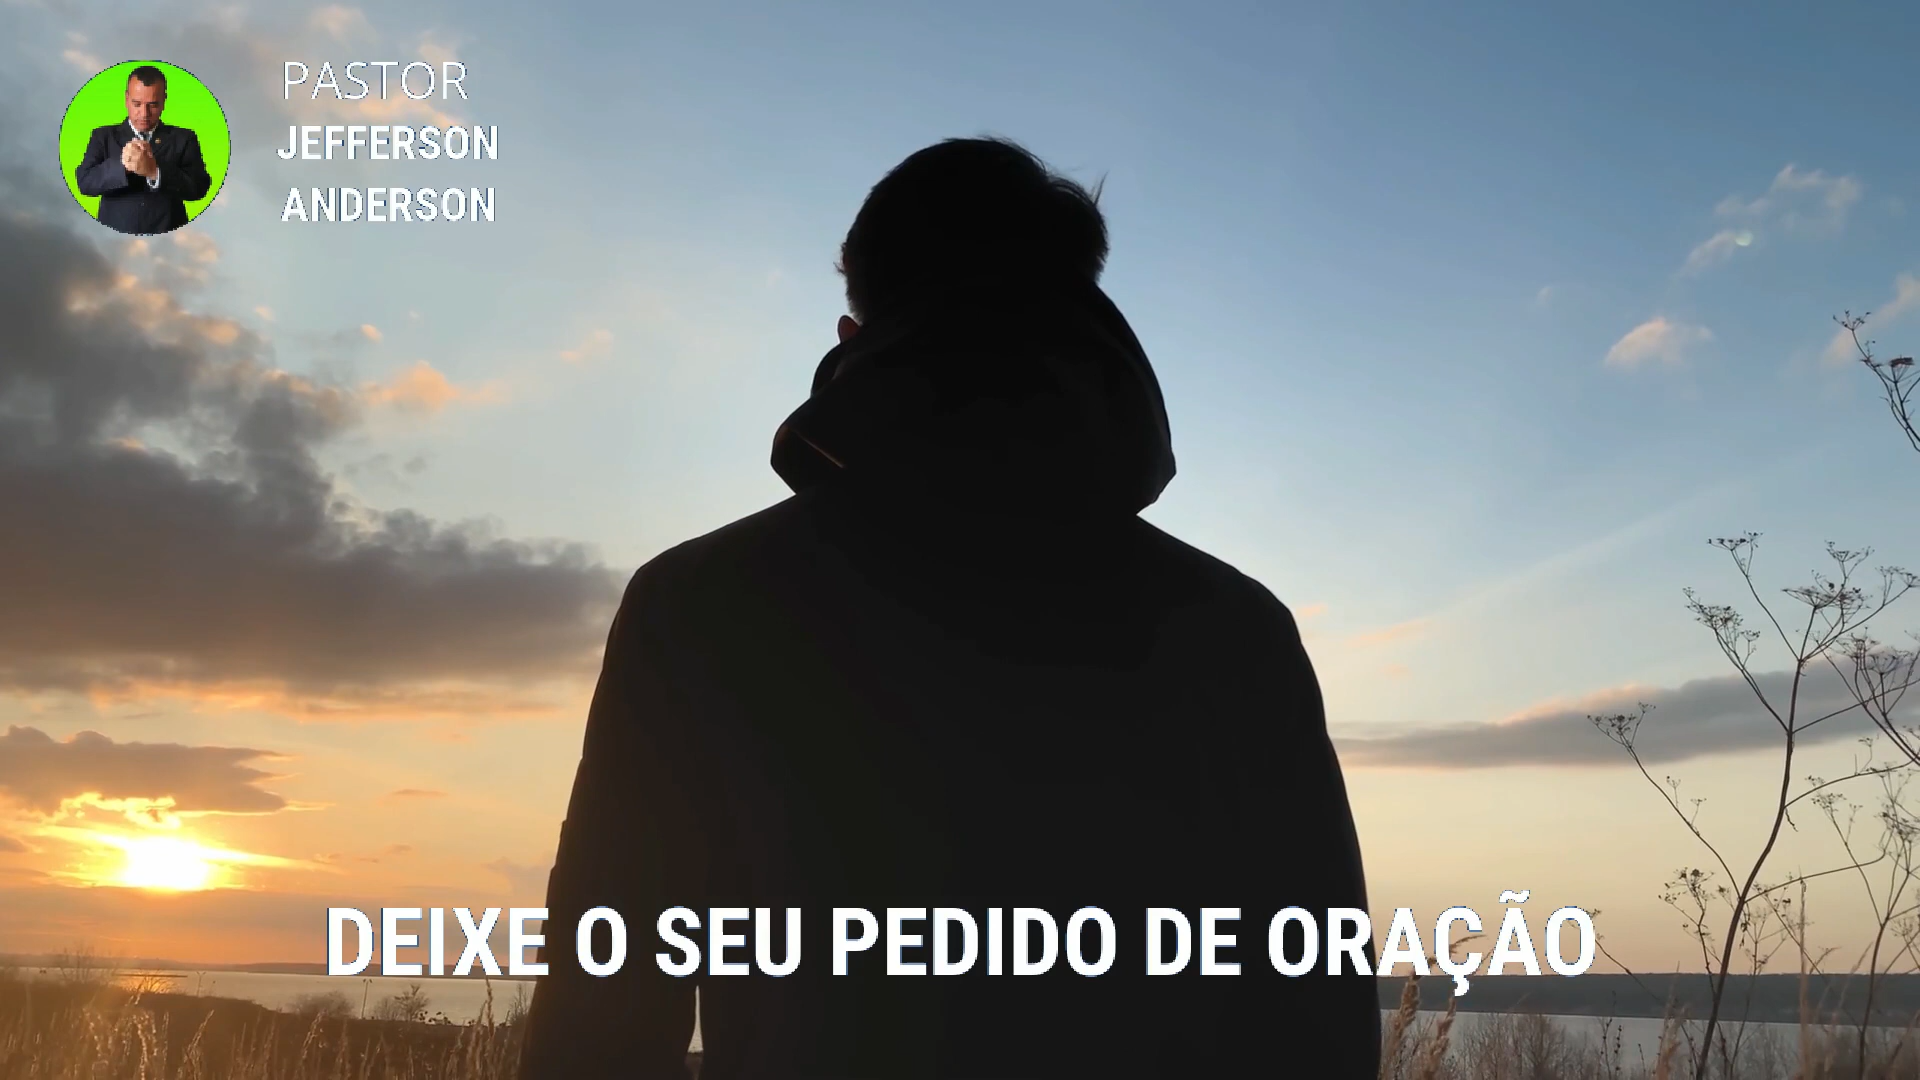 PASTOR
JEFFERSON
ANDERSON
DEIXE O SEU PEDIDO DE ORAÇÃO